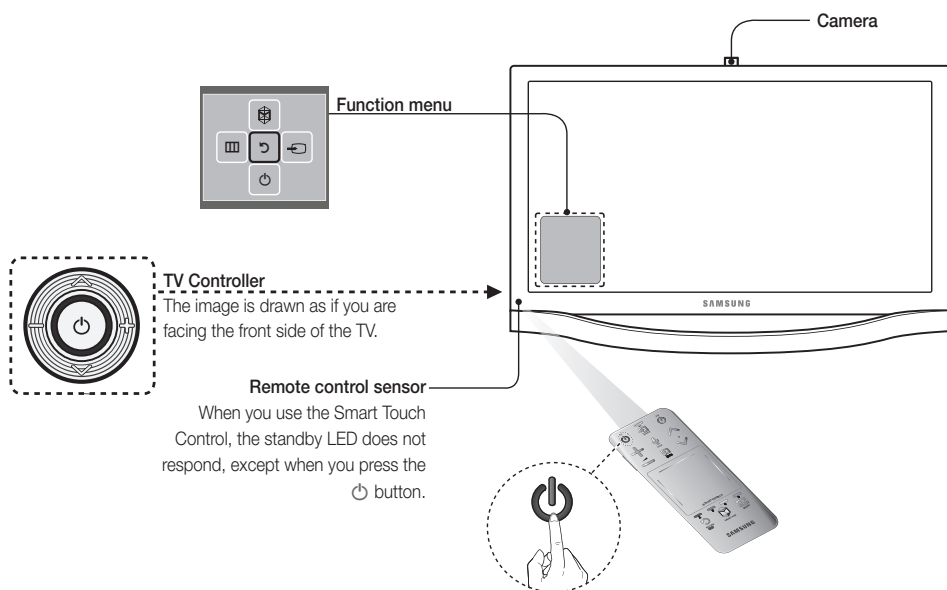 Camera
Function menu
TV Controller
The image is drawn as if you are
facing the front side of the TV.
SAMSUNG
Remote control sensor
When you use the Smart Touch
Control, the standby LED does not
respond, except when you press the
⏻ button.
SAMSUNG